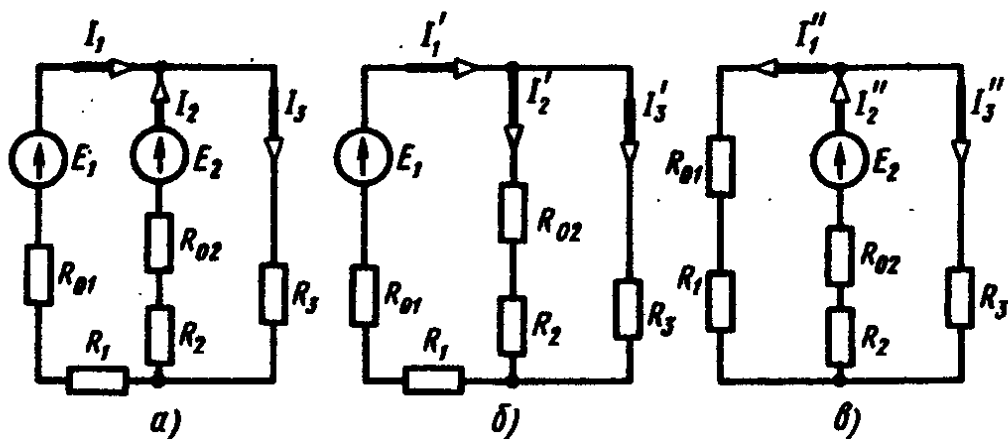 I₁ I₁' I₁''
I₂ I₃ I₂' I₃' I₂'' I₃''
E₁ E₂ E₁ R₀₁ E₂
R₀₂ R₀₂ R₀₂
R₀₁ R₃ R₀₁ R₁ R₃
R₁ R₂ R₁ R₂ R₃ R₂
а) б) в)